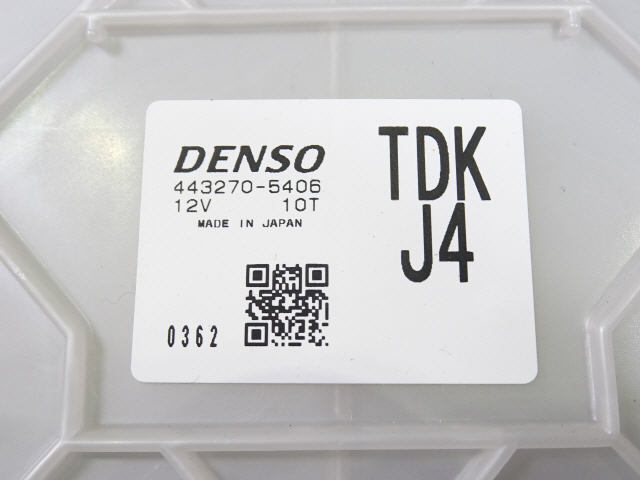 DENSO
443270-5406
12V 10T
MADE IN JAPAN
TDK
J4
0362